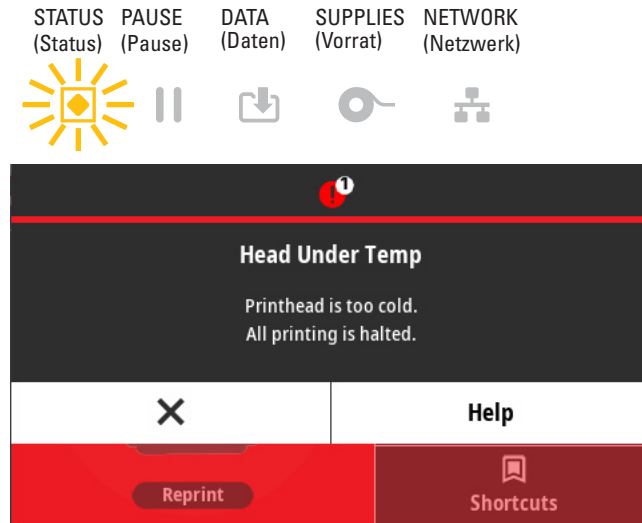 STATUS PAUSE DATA SUPPLIES NETWORK
(Status) (Pause) (Daten) (Vorrat) (Netzwerk)
1
Head Under Temp
Printhead is too cold.
All printing is halted.
Help
Reprint
Shortcuts